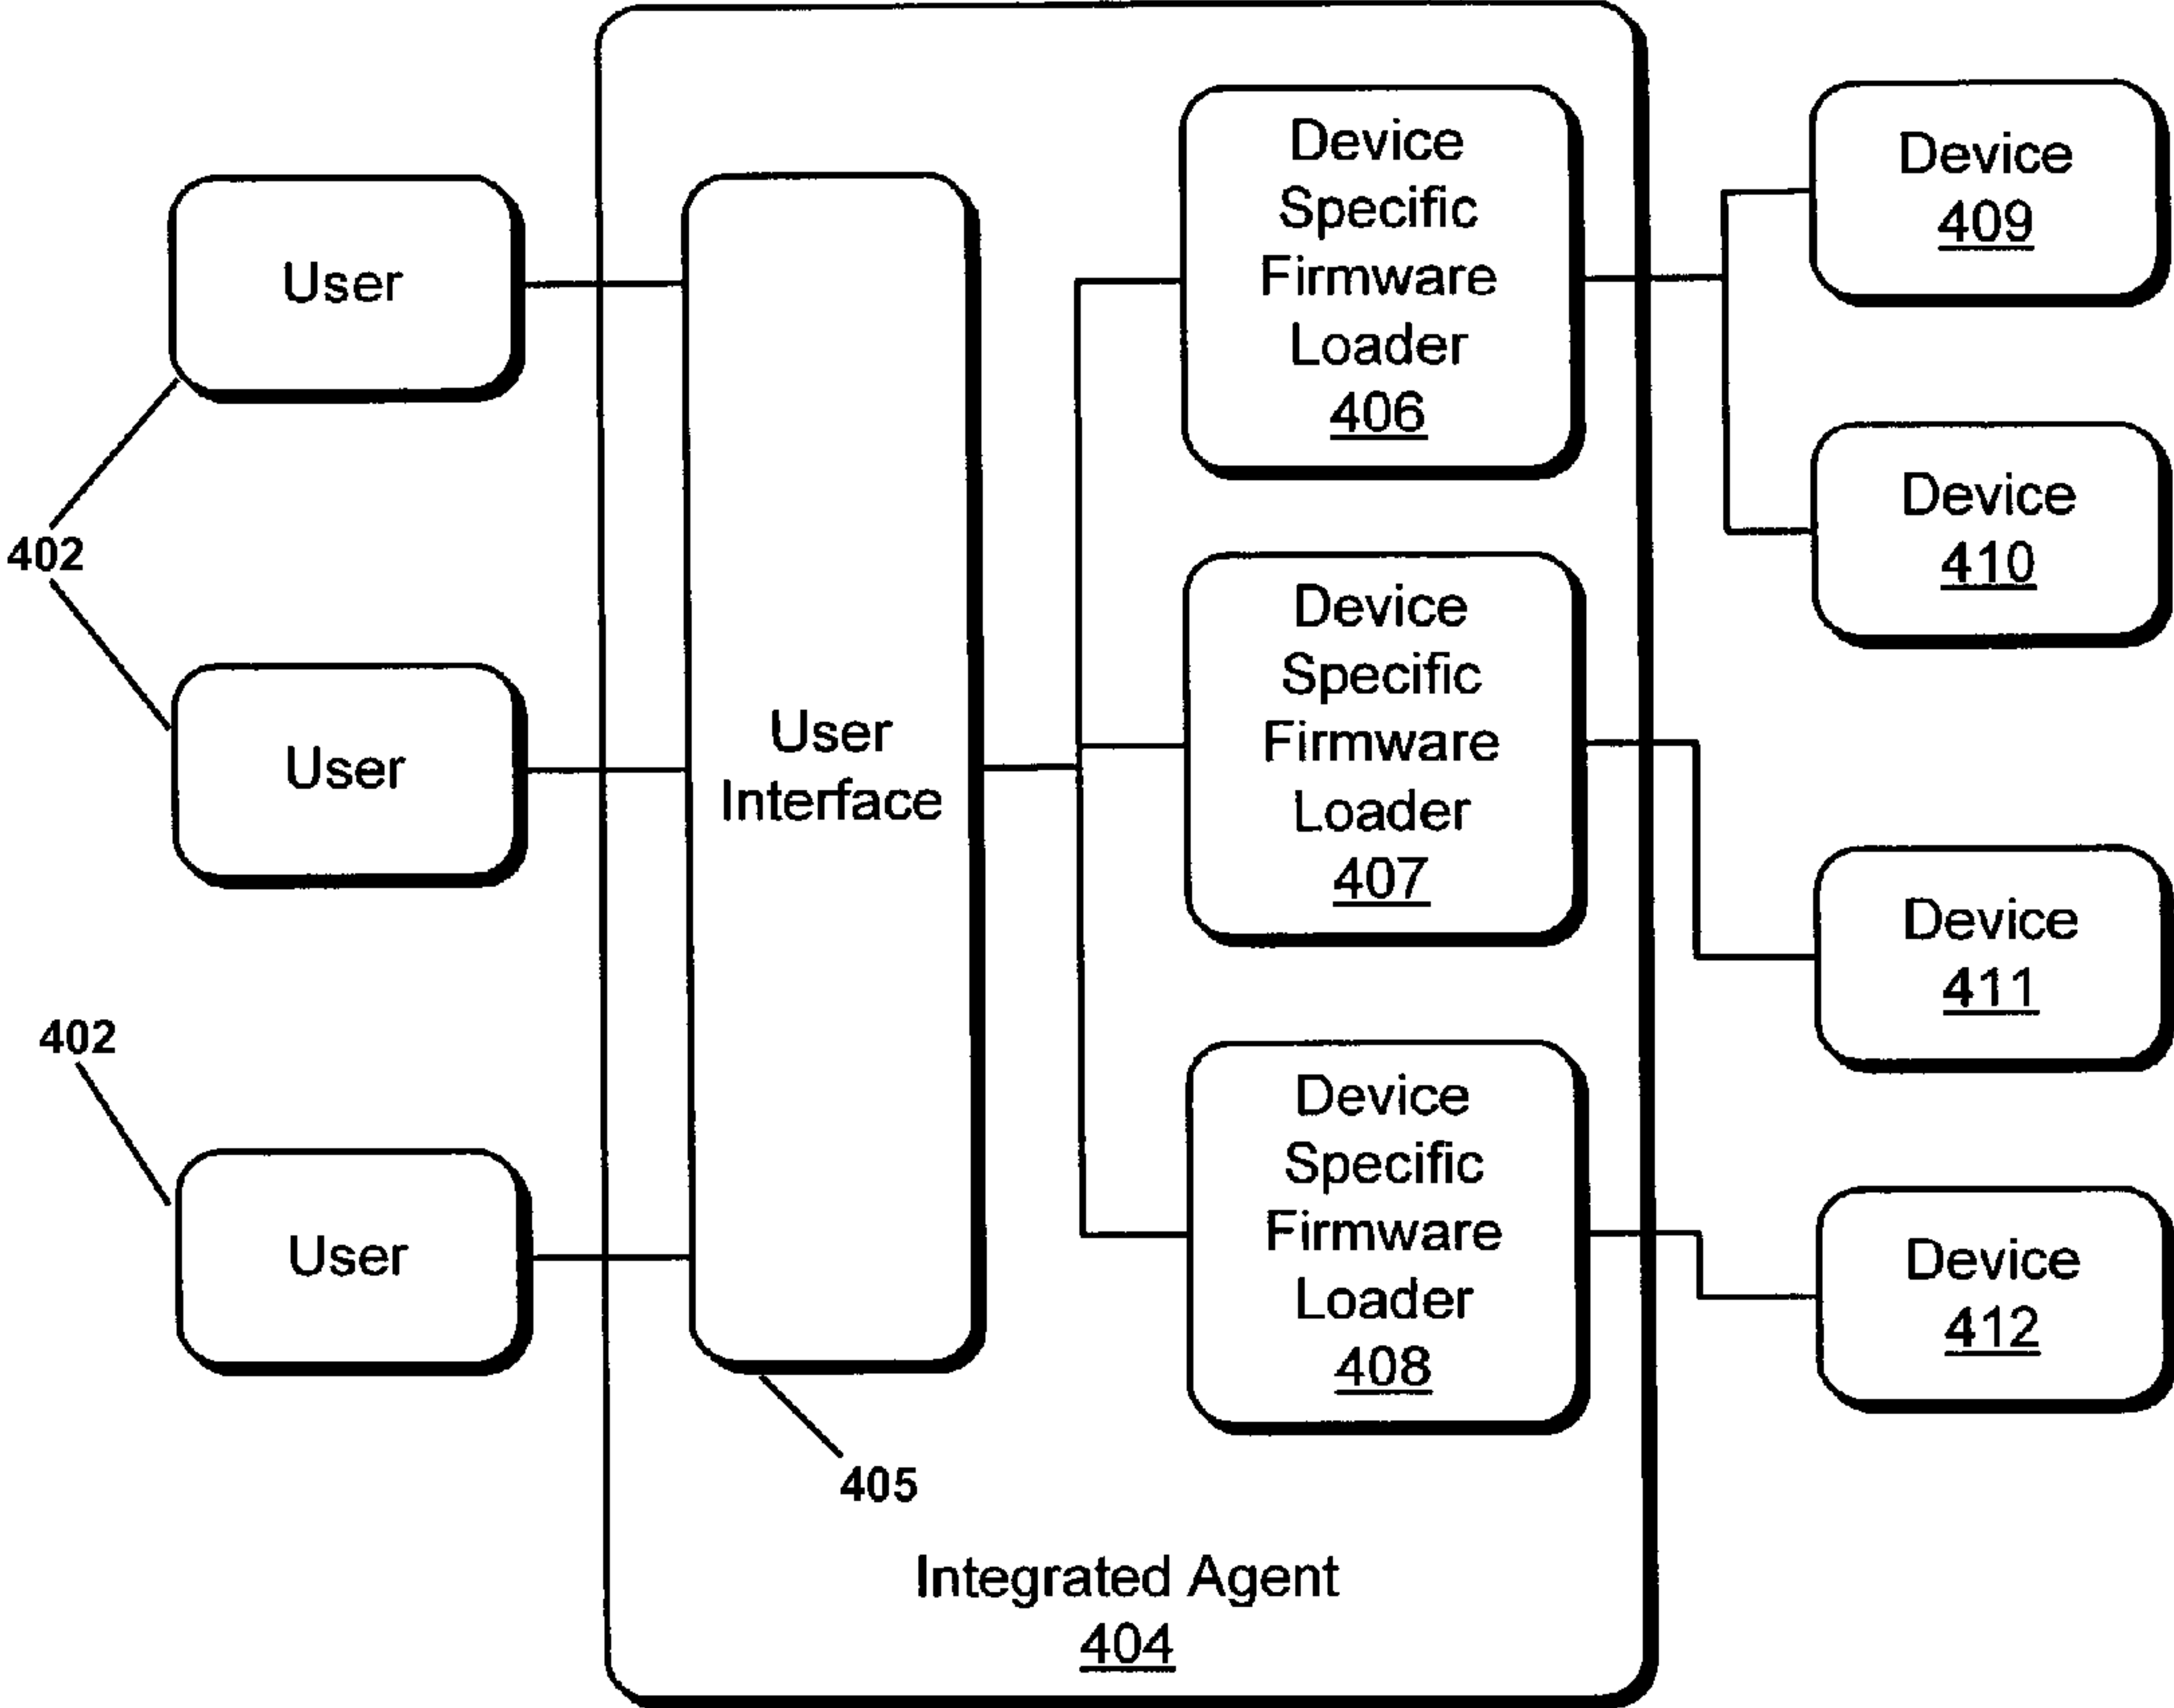 User
402
User
402
User
User
Interface
405
Device
Specific
Firmware
Loader
406
Device
Specific
Firmware
Loader
407
Device
Specific
Firmware
Loader
408
Integrated Agent
404
Device
409
Device
410
Device
411
Device
412